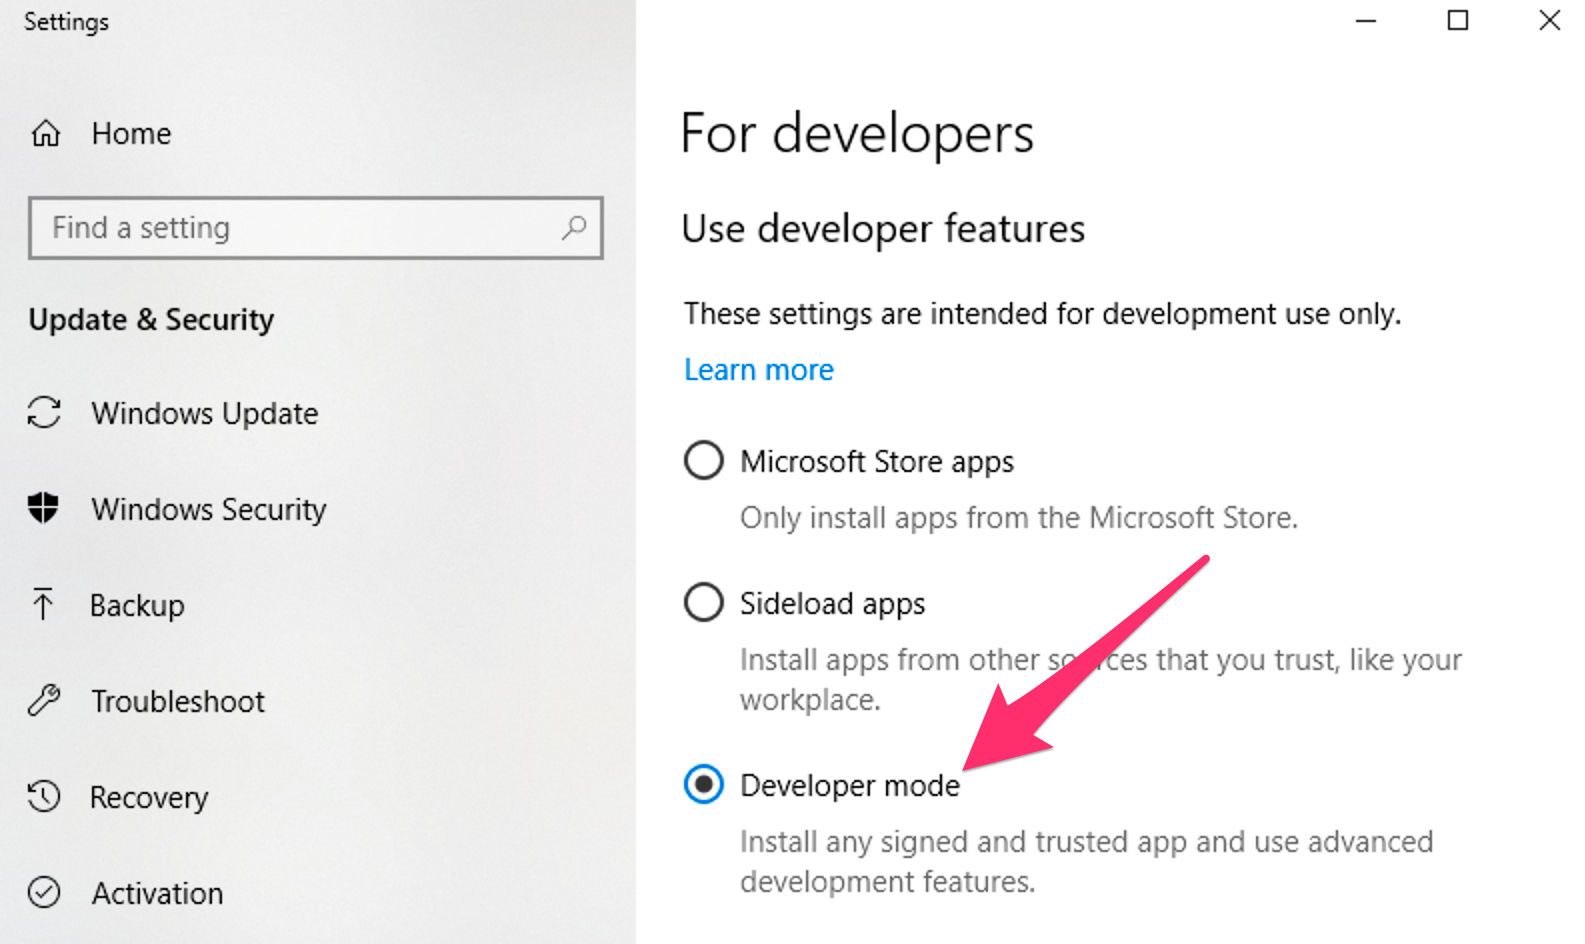 Settings
Home
Find a setting
Update & Security
Windows Update
Windows Security
Backup
Troubleshoot
Recovery
Activation
For developers
Use developer features
These settings are intended for development use only.
Learn more
Microsoft Store apps
Only install apps from the Microsoft Store.
Sideload apps
Install apps from other sources that you trust, like your
workplace.
Developer mode
Install any signed and trusted app and use advanced
development features.